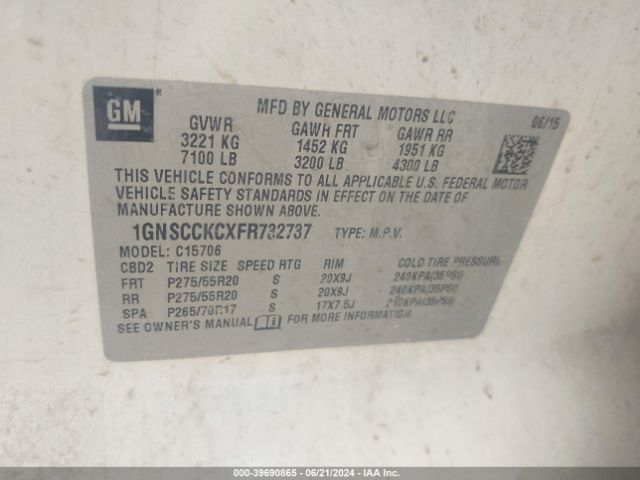 GM ®
MFD BY GENERAL MOTORS LLC 06/15
GVWR GAWR FRT GAWR RR
3221 KG 1452 KG 1951 KG
7100 LB 3200 LB 4300 LB
THIS VEHICLE CONFORMS TO ALL APPLICABLE U.S. FEDERAL MOTOR
VEHICLE SAFETY STANDARDS IN EFFECT ON THE DATE OF
MANUFACTURE SHOWN ABOVE.
1GNSCCKCXFR732737 TYPE: M.P.V.
MODEL: C15706
CBD2 TIRE SIZE SPEED RTG RIM COLD TIRE PRESSURE
FRT P275/55R20 S 20X9J 240KPA(35PSI)
RR P275/55R20 S 20X9J 240KPA(35PSI)
SPA P265/70R17 S 17X7.5J 240KPA(35PSI)
SEE OWNER'S MANUAL FOR MORE INFORMATION.
000-39690865 - 06/21/2024 - IAA Inc.